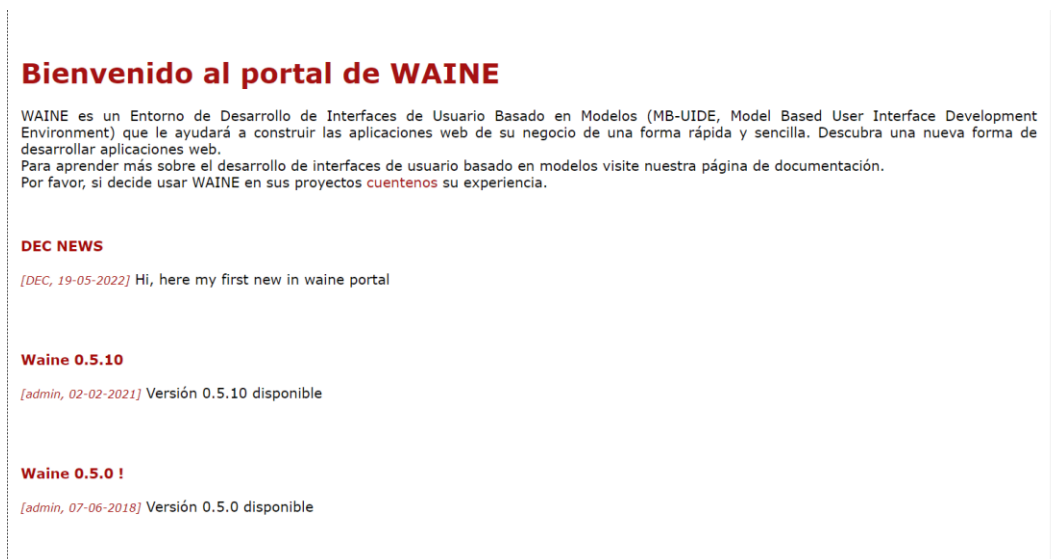 Bienvenido al portal de WAINE
WAINE es un Entorno de Desarrollo de Interfaces de Usuario Basado en Modelos (MB-UIDE, Model Based User Interface Development
Environment) que le ayudará a construir las aplicaciones web de su negocio de una forma rápida y sencilla. Descubra una nueva forma de
desarrollar aplicaciones web.
Para aprender más sobre el desarrollo de interfaces de usuario basado en modelos visite nuestra página de documentación.
Por favor, si decide usar WAINE en sus proyectos cuentenos su experiencia.
DEC NEWS
[DEC, 19-05-2022] Hi, here my first new in waine portal
Waine 0.5.10
[admin, 02-02-2021] Versión 0.5.10 disponible
Waine 0.5.0 !
[admin, 07-06-2018] Versión 0.5.0 disponible